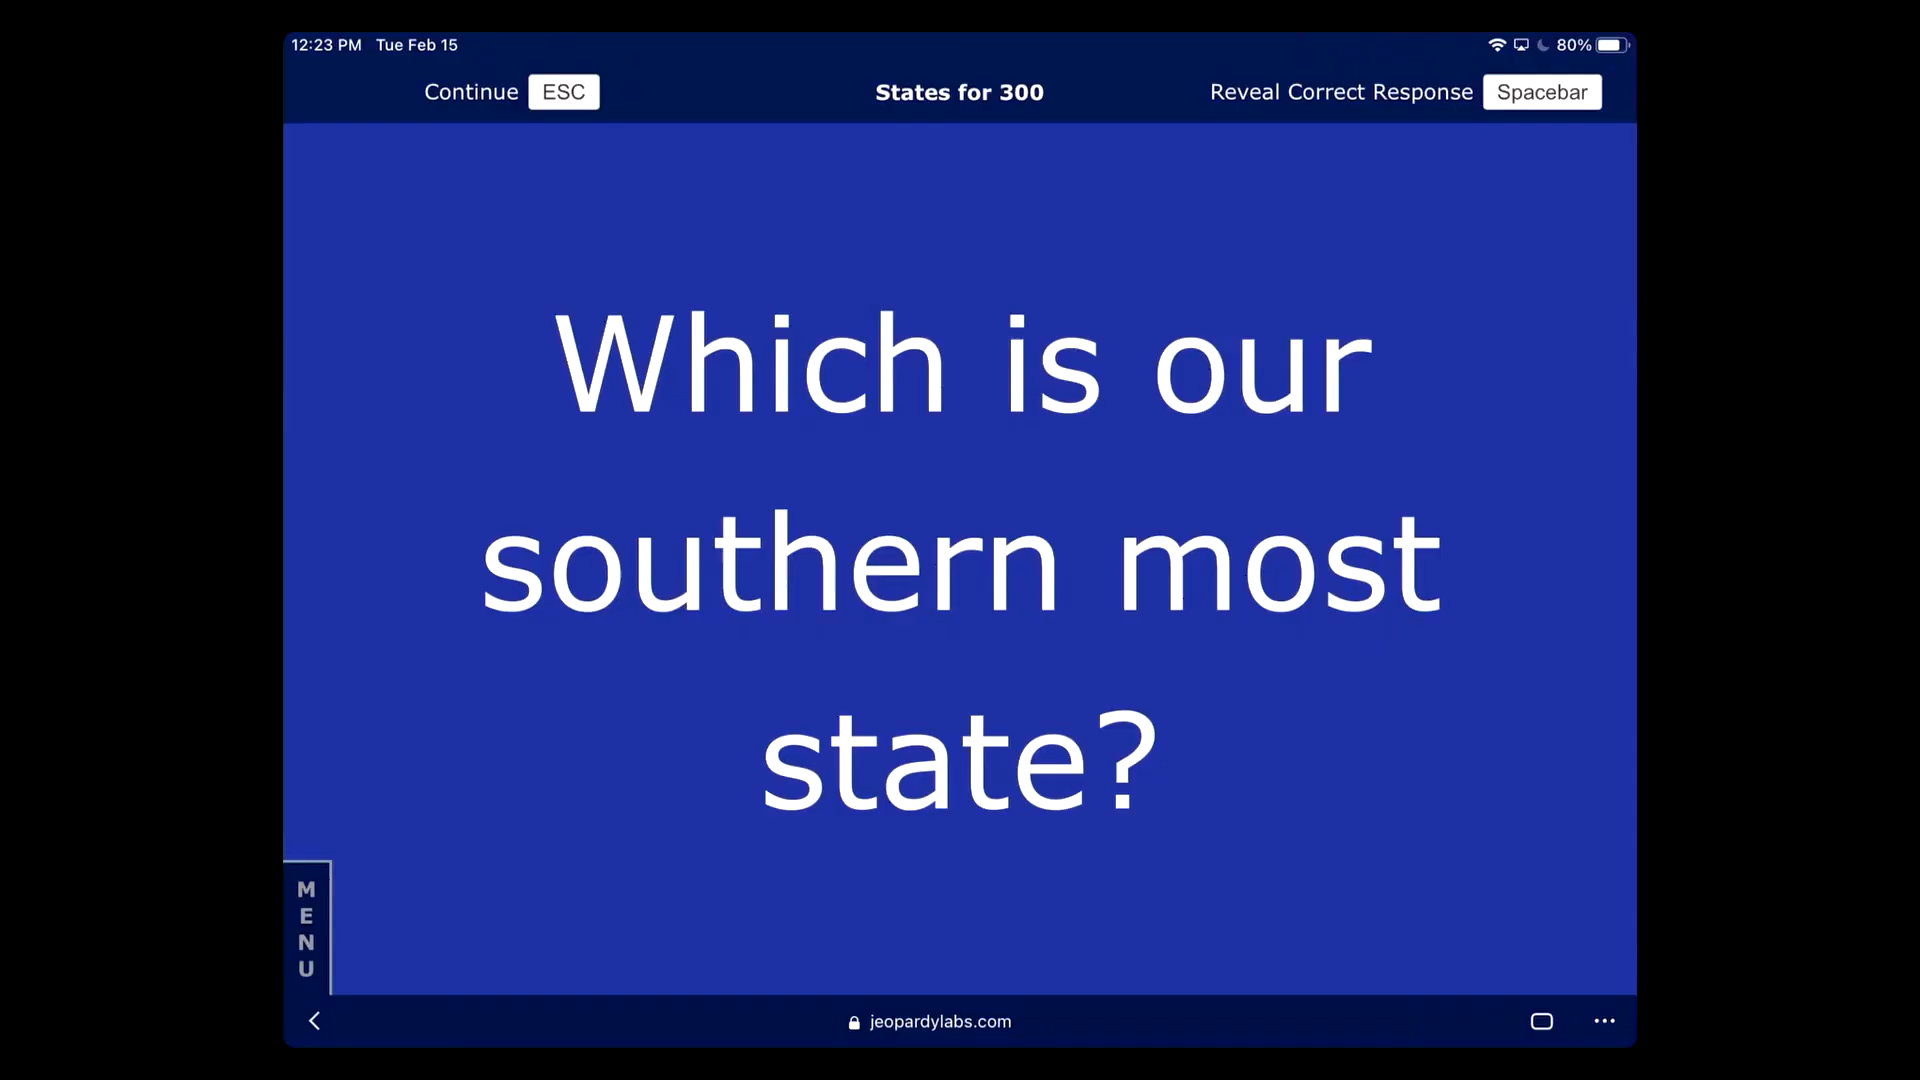 12:23 PM Tue Feb 15
80%
Continue ESC
States for 300
Reveal Correct Response Spacebar
Which is our
southern most
state?
MENU
jeopardylabs.com